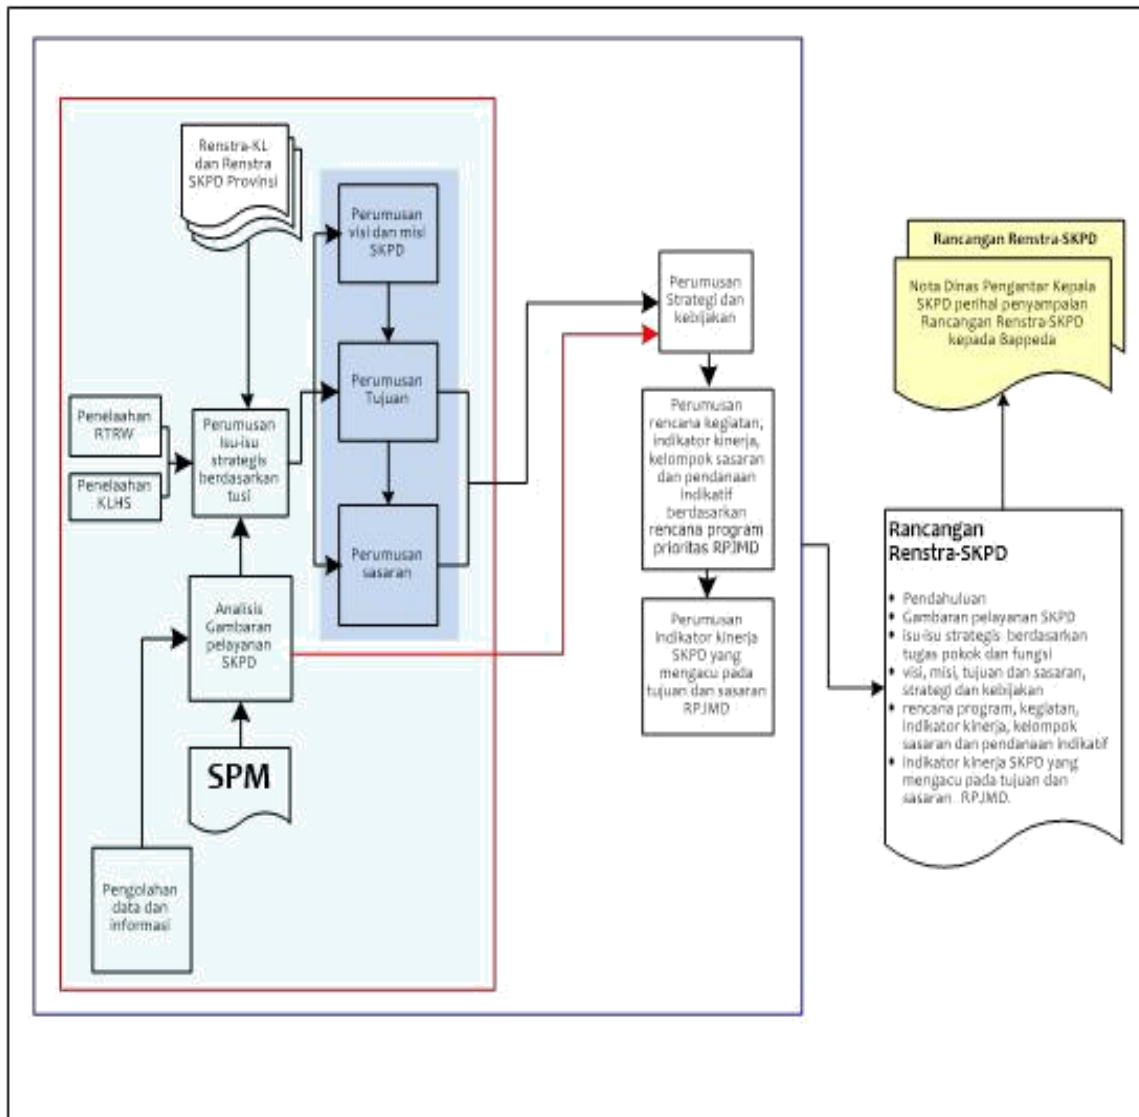 Renstra-KL
dan Renstra
SKPD Provinsi
Perumusan
visi dan misi
SKPD
Perumusan
Tujuan
Perumusan
sasaran
Penelaahan
RTRW
Penelaahan
KLHS
Perumusan
Isu-isu
strategis
berdasarkan
tusi
Analisis
Gambaran
pelayanan
SKPD
SPM
Pengolahan
data dan
informasi
Perumusan
Strategi dan
kebijakan
Perumusan
rencana kegiatan,
indikator kinerja,
kelompok sasaran
dan pendanaan
indikatif
berdasarkan
rencana program
prioritas RPJMD
Perumusan
Indikator kinerja
SKPD yang
mengacu pada
tujuan dan sasaran
RPJMD
Rancangan Renstra-SKPD
Nota Dinas Pengantar Kepala
SKPD perihal penyampaian
Rancangan Renstra-SKPD
kepada Bappeda
Rancangan
Renstra-SKPD
• Pendahuluan
• Gambaran pelayanan SKPD
• isu-isu strategis berdasarkan
tugas pokok dan fungsi
• visi, misi, tujuan dan sasaran,
strategi dan kebijakan
• rencana program, kegiatan,
indikator kinerja, kelompok
sasaran dan pendanaan indikatif
• indikator kinerja SKPD yang
mengacu pada tujuan dan
sasaran RPJMD.